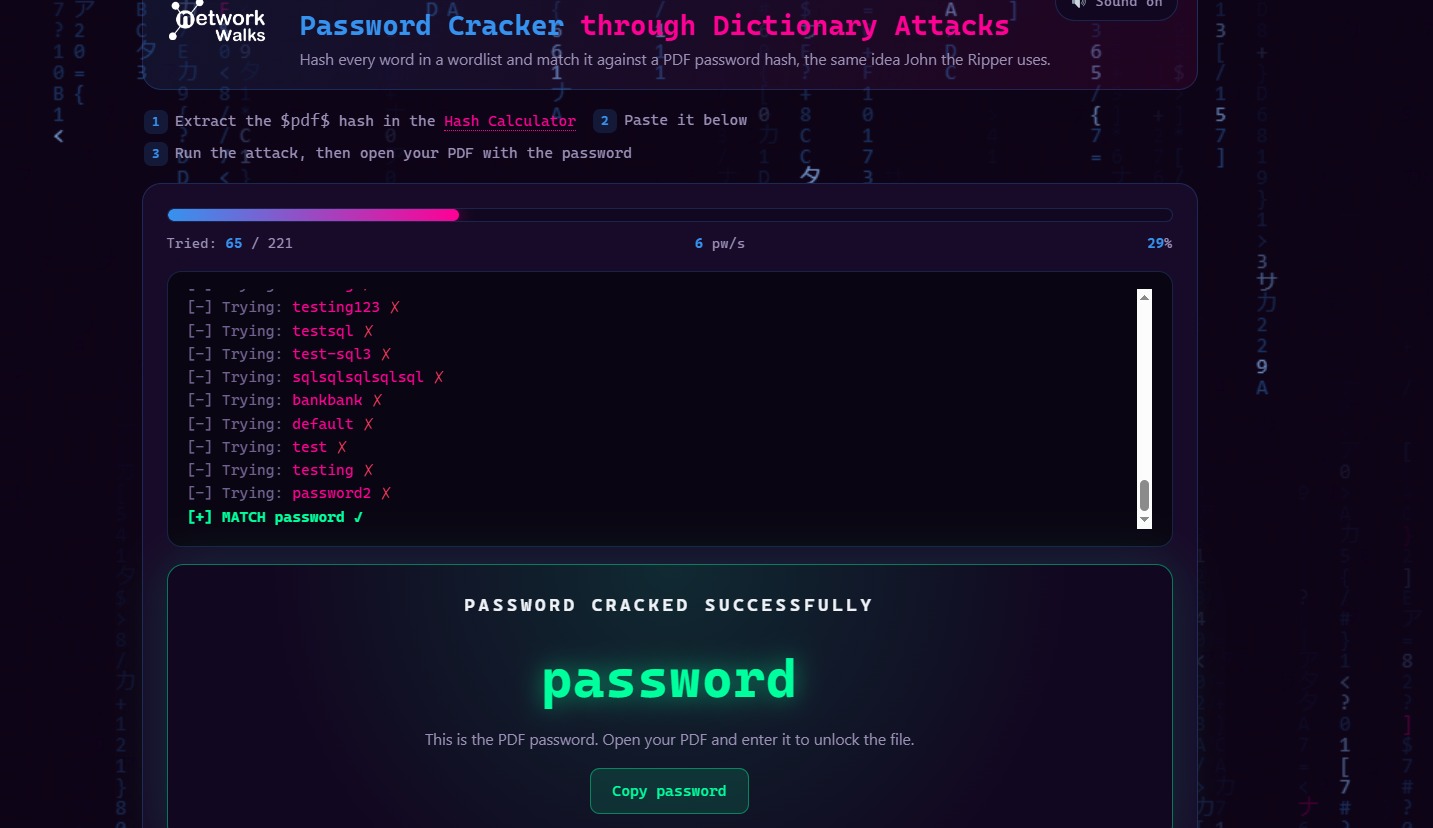 Sound on
network
Walks
Password Cracker through Dictionary Attacks
Hash every word in a wordlist and match it against a PDF password hash, the same idea John the Ripper uses.
1 Extract the $pdf$ hash in the Hash Calculator 2 Paste it below
3 Run the attack, then open your PDF with the password
Tried: 65 / 221 6 pw/s 29%
[-] Trying: testing123 ✗
[-] Trying: testsql ✗
[-] Trying: test-sql3 ✗
[-] Trying: sqlsqlsqlsqlsql ✗
[-] Trying: bankbank ✗
[-] Trying: default ✗
[-] Trying: test ✗
[-] Trying: testing ✗
[-] Trying: password2 ✗
[+] MATCH password ✓
PASSWORD CRACKED SUCCESSFULLY
password
This is the PDF password. Open your PDF and enter it to unlock the file.
Copy password